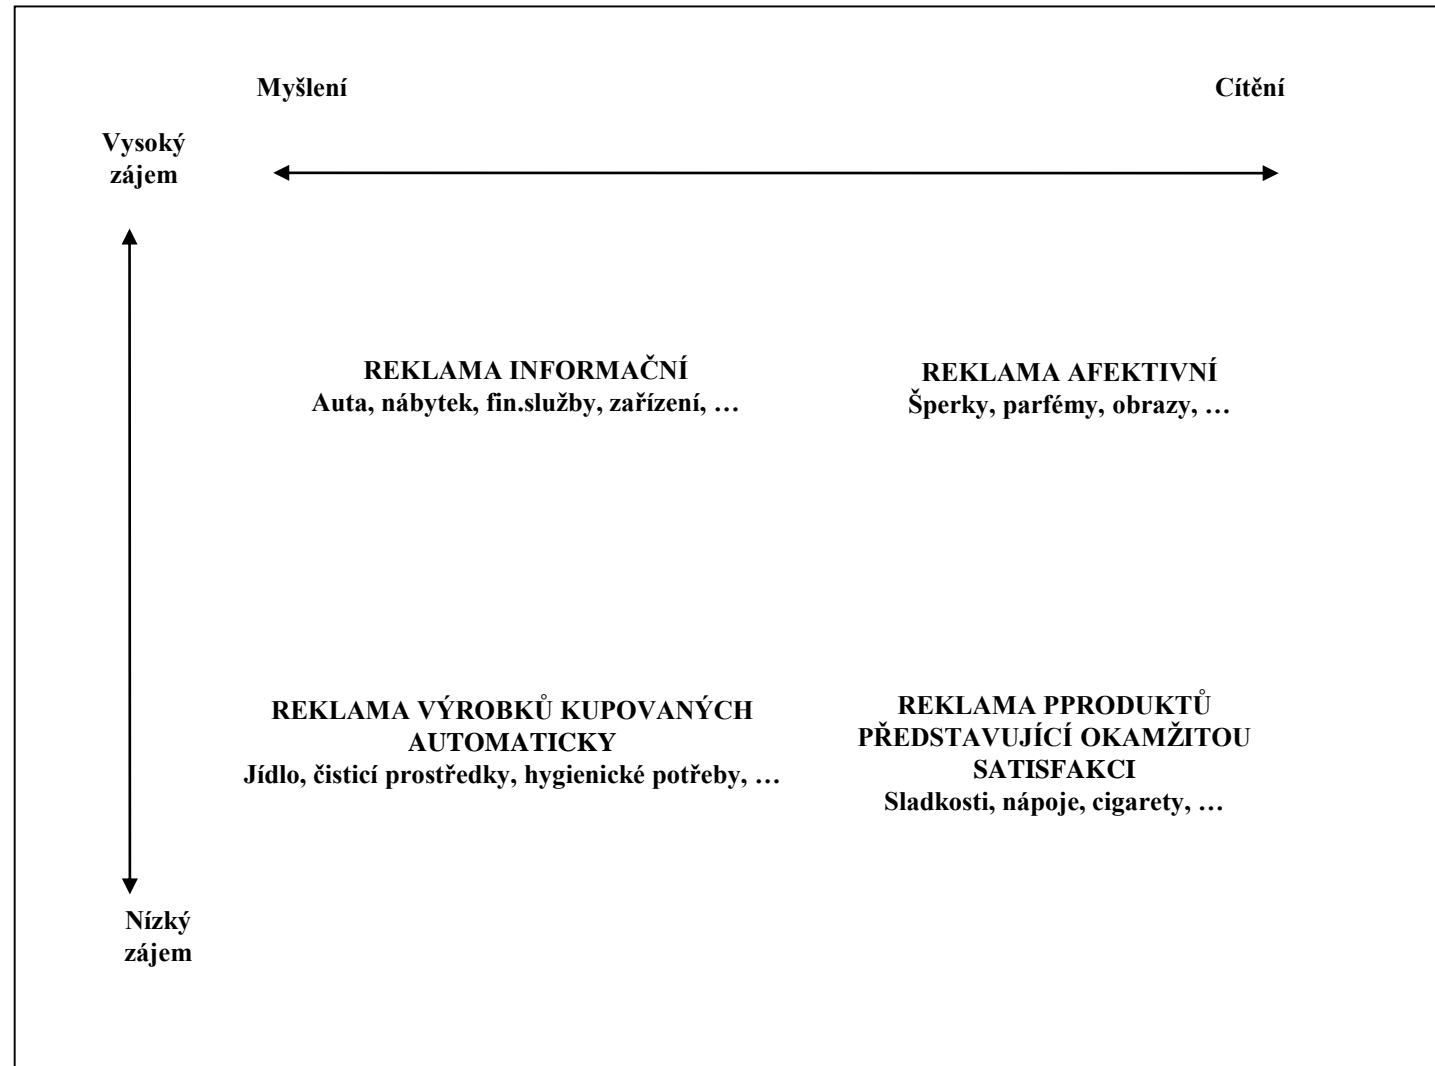 Myšlení
Cítění
Vysoký
zájem
REKLAMA INFORMAČNÍ
Auta, nábytek, fin.služby, zařízení, …
REKLAMA AFEKTIVNÍ
Šperky, parfémy, obrazy, …
REKLAMA VÝROBKŮ KUPOVANÝCH
AUTOMATICKY
Jídlo, čisticí prostředky, hygienické potřeby, …
REKLAMA PPRODUKTŮ
PŘEDSTAVUJÍCÍ OKAMŽITOU
SATISFAKCI
Sladkosti, nápoje, cigarety, …
Nízký
zájem